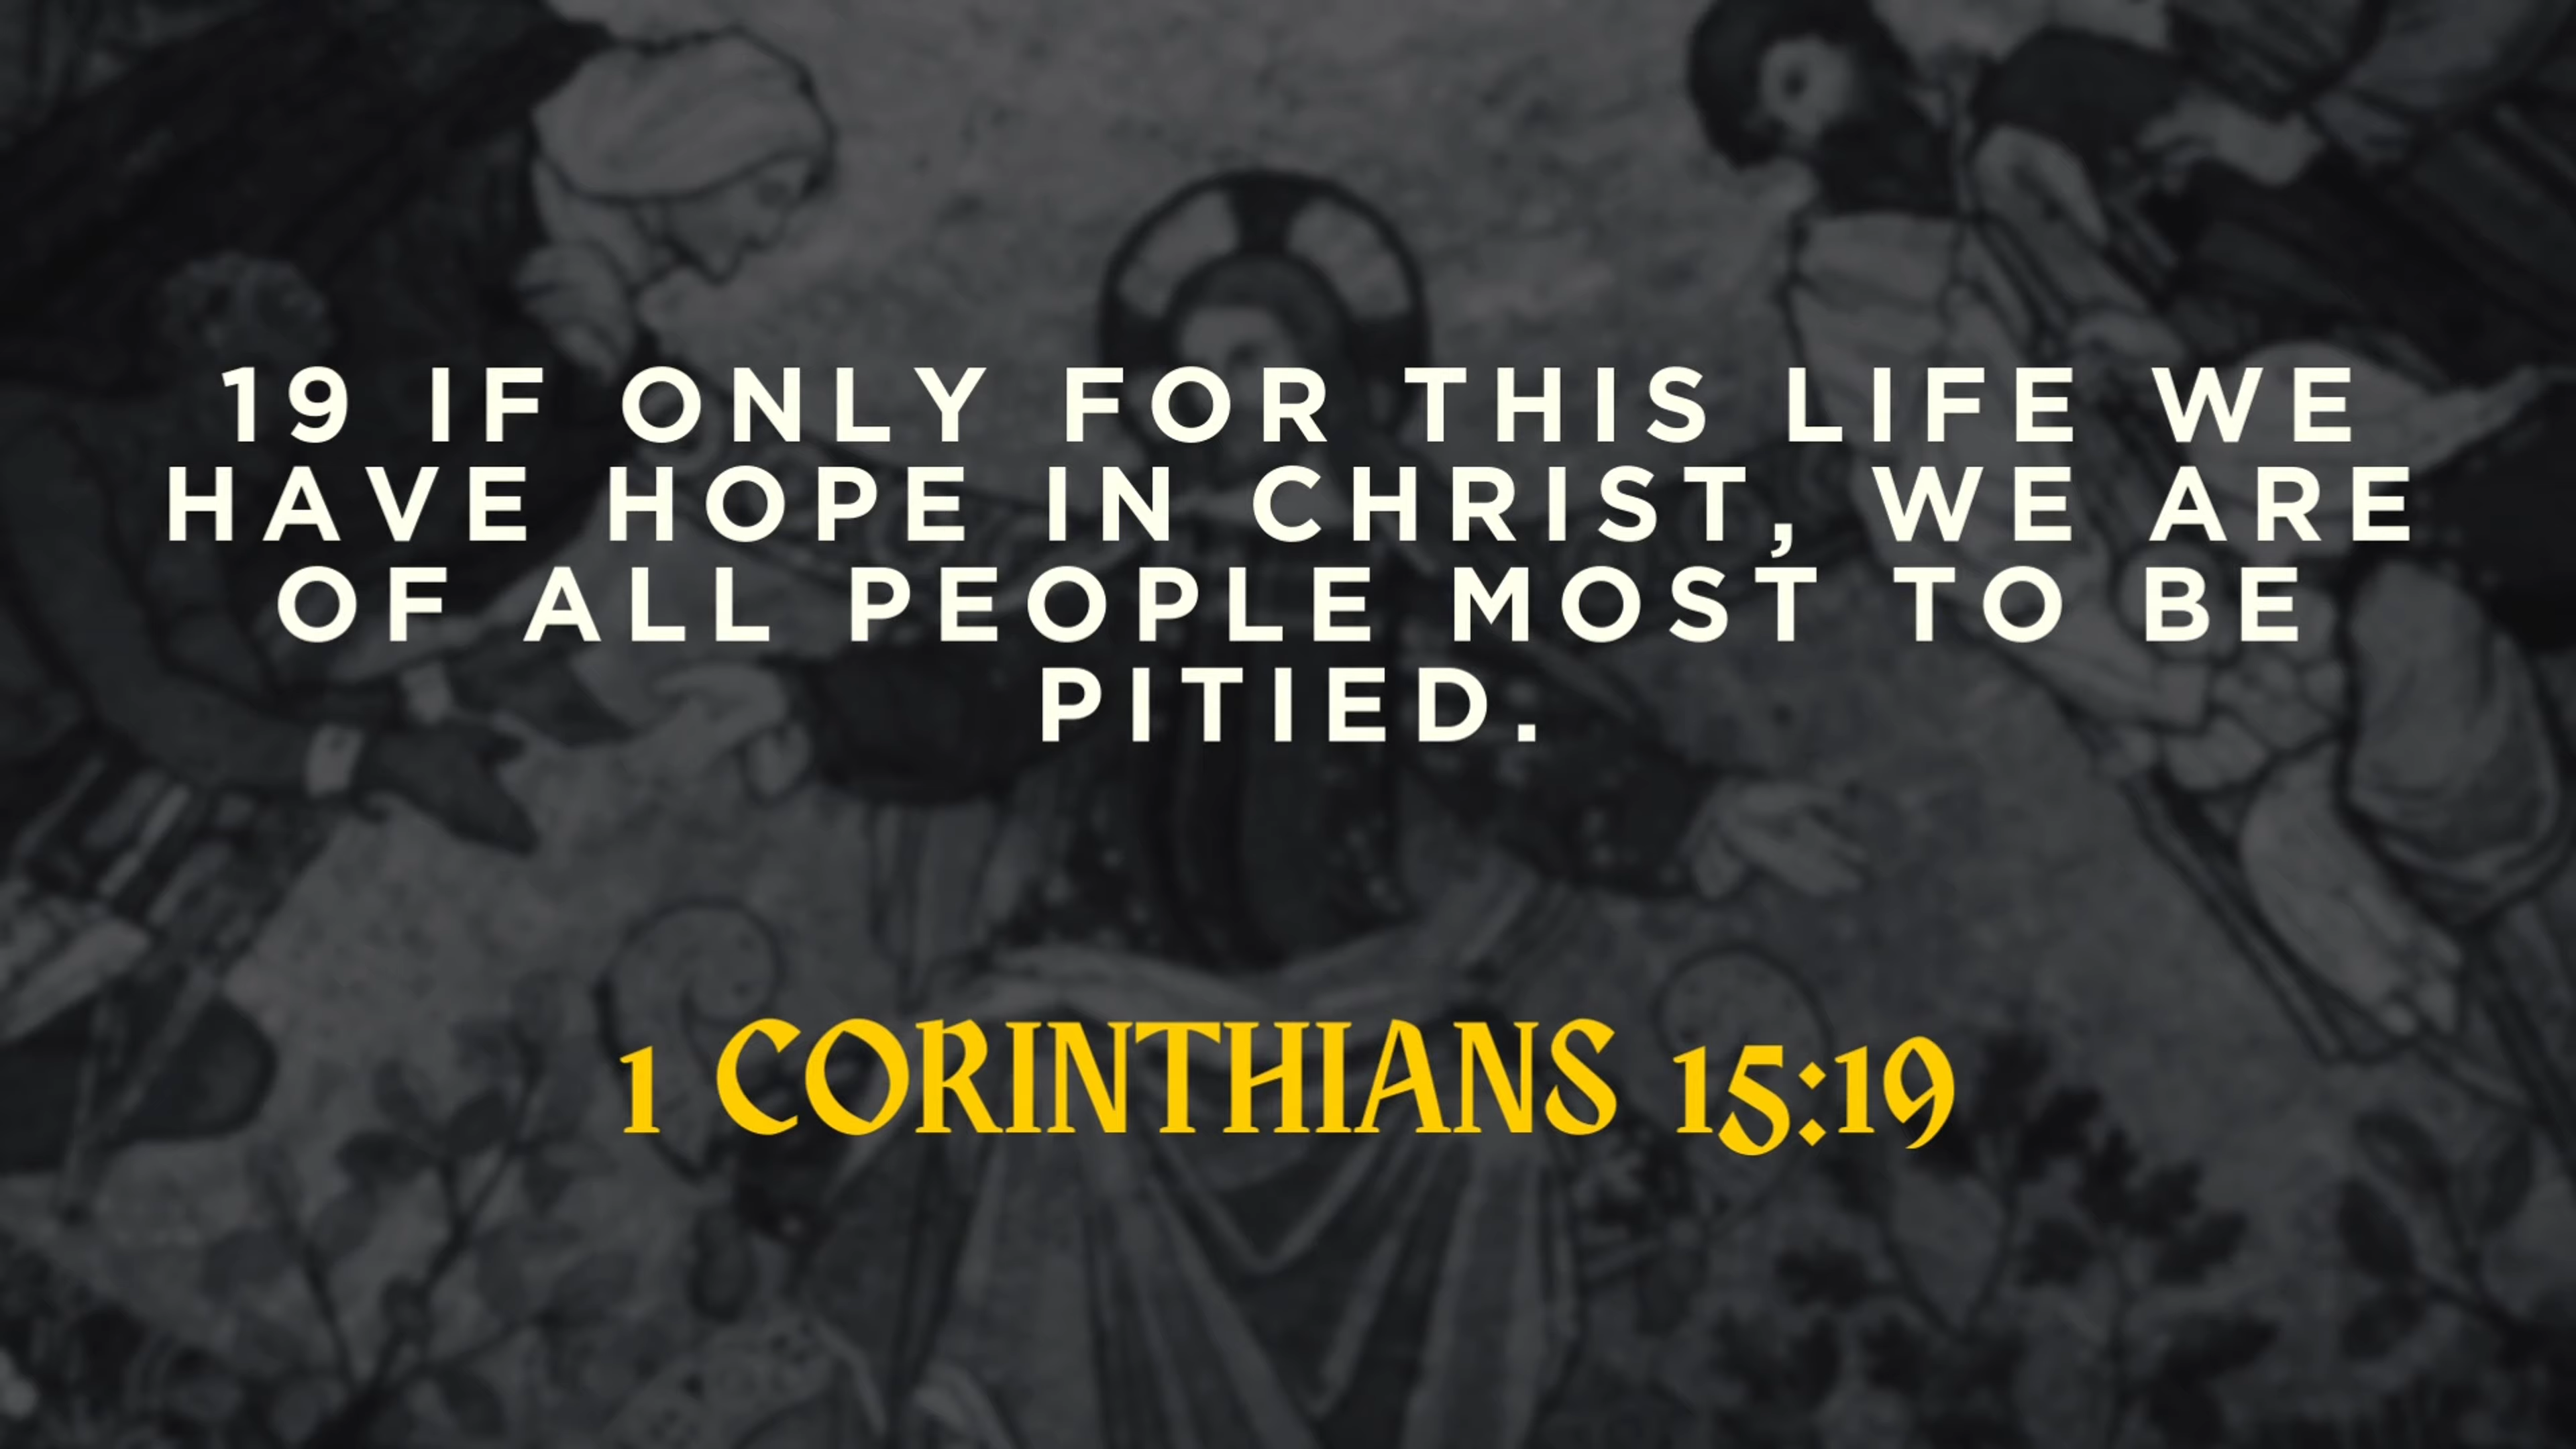 19 IF ONLY FOR THIS LIFE WE
HAVE HOPE IN CHRIST, WE ARE
OF ALL PEOPLE MOST TO BE
PITIED.
1 CORINTHIANS 15:19